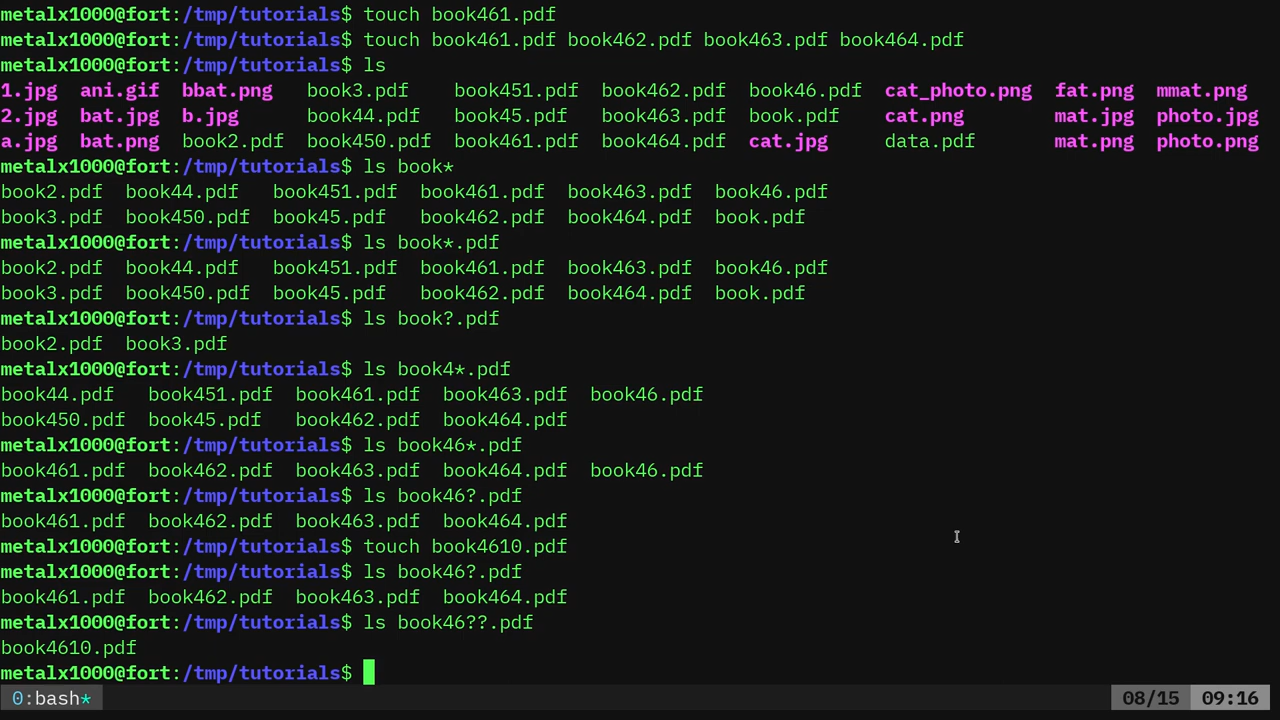 metalx1000@fort:/tmp/tutorials$ touch book461.pdf
metalx1000@fort:/tmp/tutorials$ touch book461.pdf book462.pdf book463.pdf book464.pdf
metalx1000@fort:/tmp/tutorials$ ls
1.jpg  ani.gif  bbat.png   book3.pdf    book451.pdf  book462.pdf  book46.pdf  cat_photo.png  fat.png  mmat.png
2.jpg  bat.jpg  b.jpg      book44.pdf   book45.pdf   book463.pdf  book.pdf    cat.png        mat.jpg  photo.jpg
a.jpg  bat.png  book2.pdf  book450.pdf  book461.pdf  book464.pdf  cat.jpg     data.pdf       mat.png  photo.png
metalx1000@fort:/tmp/tutorials$ ls book*
book2.pdf  book44.pdf   book451.pdf  book461.pdf  book463.pdf  book46.pdf
book3.pdf  book450.pdf  book45.pdf   book462.pdf  book464.pdf  book.pdf
metalx1000@fort:/tmp/tutorials$ ls book*.pdf
book2.pdf  book44.pdf   book451.pdf  book461.pdf  book463.pdf  book46.pdf
book3.pdf  book450.pdf  book45.pdf   book462.pdf  book464.pdf  book.pdf
metalx1000@fort:/tmp/tutorials$ ls book?.pdf
book2.pdf  book3.pdf
metalx1000@fort:/tmp/tutorials$ ls book4*.pdf
book44.pdf   book451.pdf  book461.pdf  book463.pdf  book46.pdf
book450.pdf  book45.pdf   book462.pdf  book464.pdf
metalx1000@fort:/tmp/tutorials$ ls book46*.pdf
book461.pdf  book462.pdf  book463.pdf  book464.pdf  book46.pdf
metalx1000@fort:/tmp/tutorials$ ls book46?.pdf
book461.pdf  book462.pdf  book463.pdf  book464.pdf
metalx1000@fort:/tmp/tutorials$ touch book4610.pdf
metalx1000@fort:/tmp/tutorials$ ls book46?.pdf
book461.pdf  book462.pdf  book463.pdf  book464.pdf
metalx1000@fort:/tmp/tutorials$ ls book46??.pdf
book4610.pdf
metalx1000@fort:/tmp/tutorials$
0:bash* 08/15 09:16